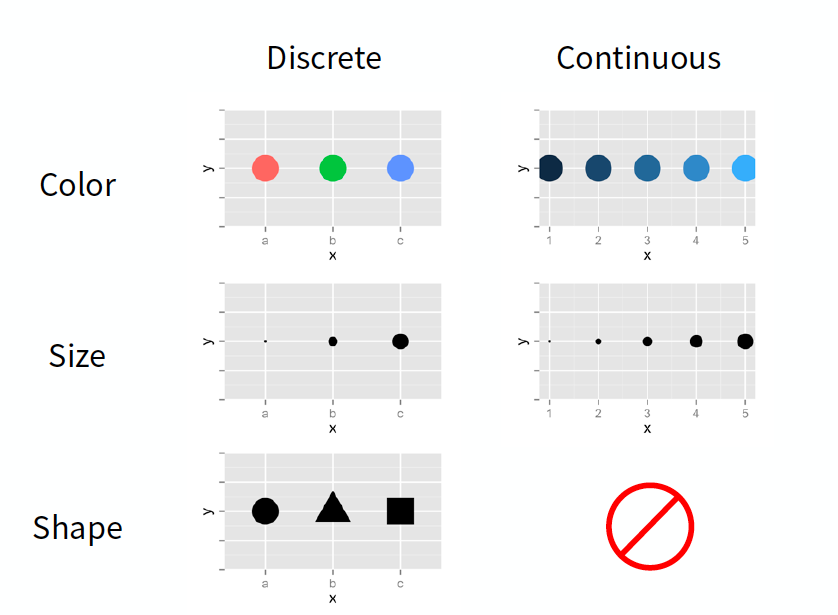 Discrete
Continuous
Color
y
a b c
x
y
1 2 3 4 5
x
Size
y
a b c
x
y
1 2 3 4 5
x
Shape
y
a b c
x